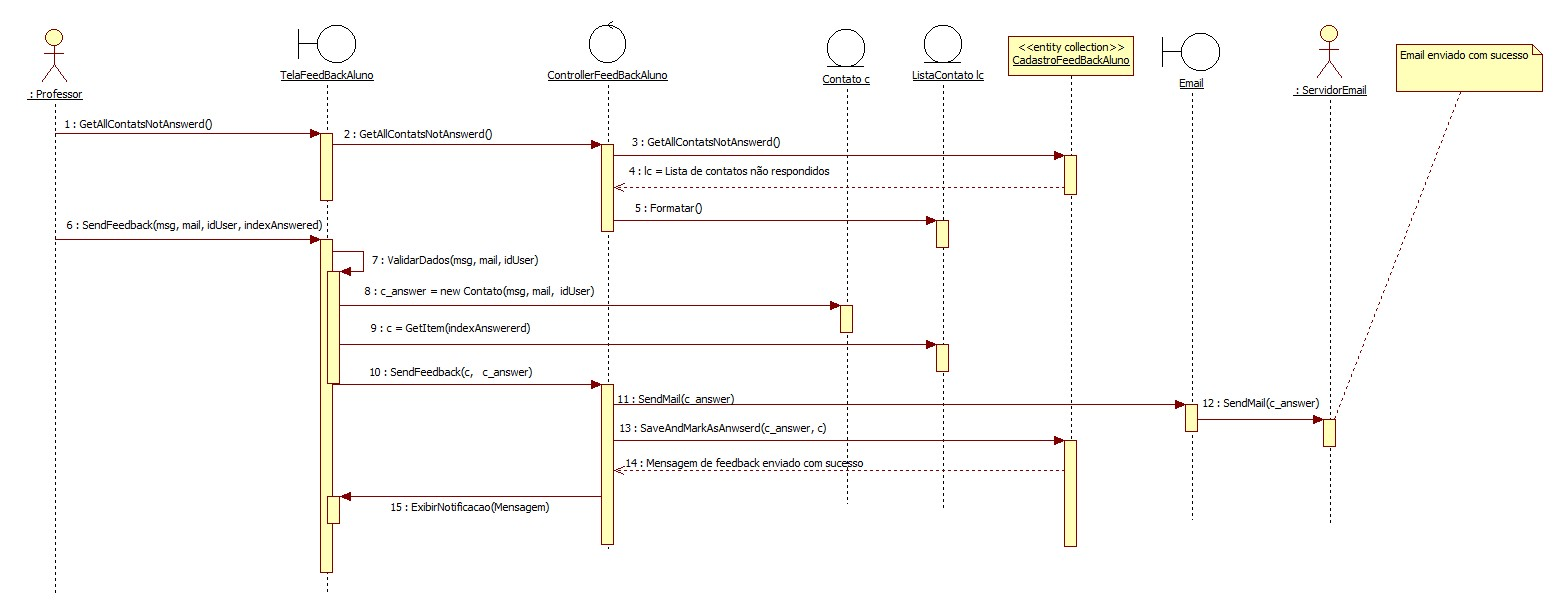 : Professor
TelaFeedBackAluno
ControllerFeedBackAluno
Contato c
ListaContato lc
<<entity collection>>
CadastroFeedBackAluno
Email
: ServidorEmail
Email enviado com sucesso
1 : GetAllContatsNotAnswerd()
2 : GetAllContatsNotAnswerd()
3 : GetAllContatsNotAnswerd()
4 : lc = Lista de contatos não respondidos
5 : Formatar()
6 : SendFeedback(msg, mail, idUser, indexAnswered)
7 : ValidarDados(msg, mail, idUser)
8 : c_answer = new Contato(msg, mail, idUser)
9 : c = GetItem(indexAnswererd)
10 : SendFeedback(c, c_answer)
11 : SendMail(c_answer)
12 : SendMail(c_answer)
13 : SaveAndMarkAsAnwserd(c_answer, c)
14 : Mensagem de feedback enviado com sucesso
15 : ExibirNotificacao(Mensagem)